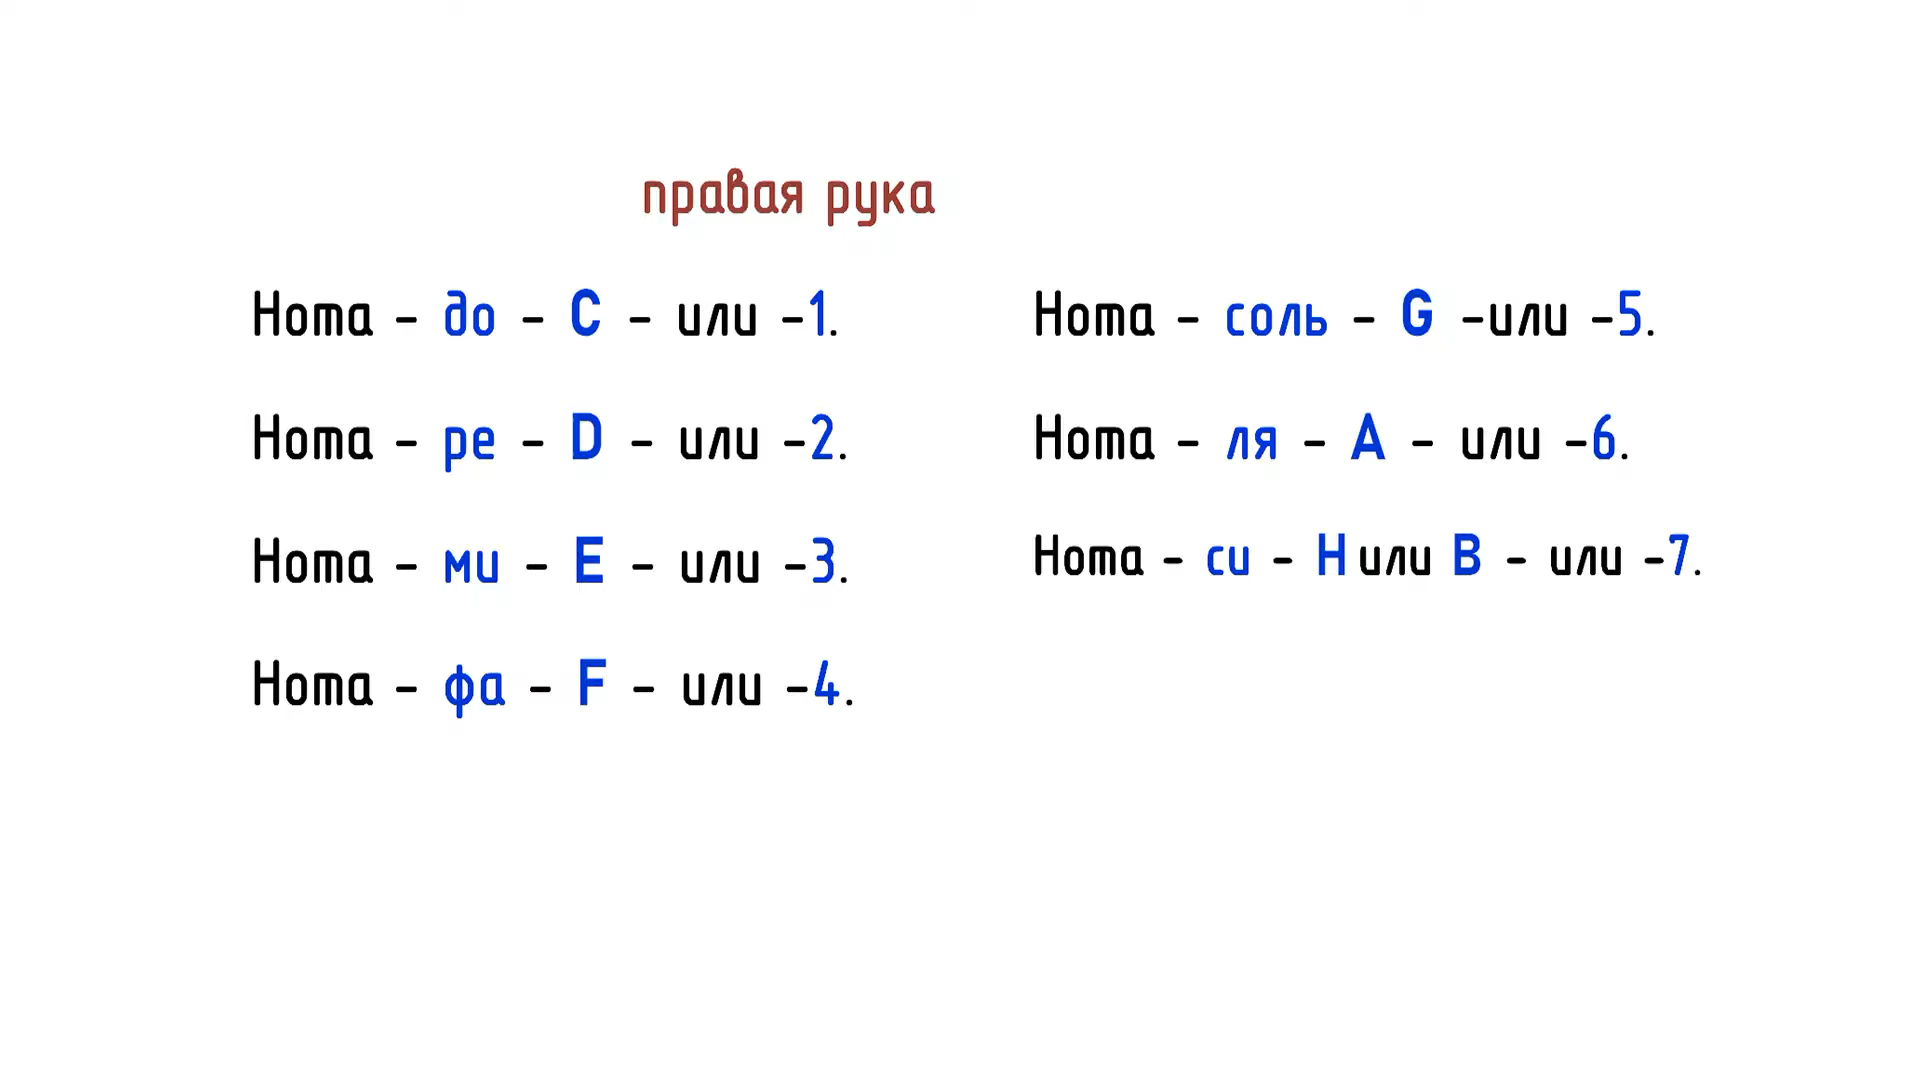 правая рука
Нота - до - C - или -1.
Нота - ре - D - или -2.
Нота - ми - E - или -3.
Нота - фа - F - или -4.
Нота - соль - G -или -5.
Нота - ля - A - или -6.
Нота - си - H или B - или -7.